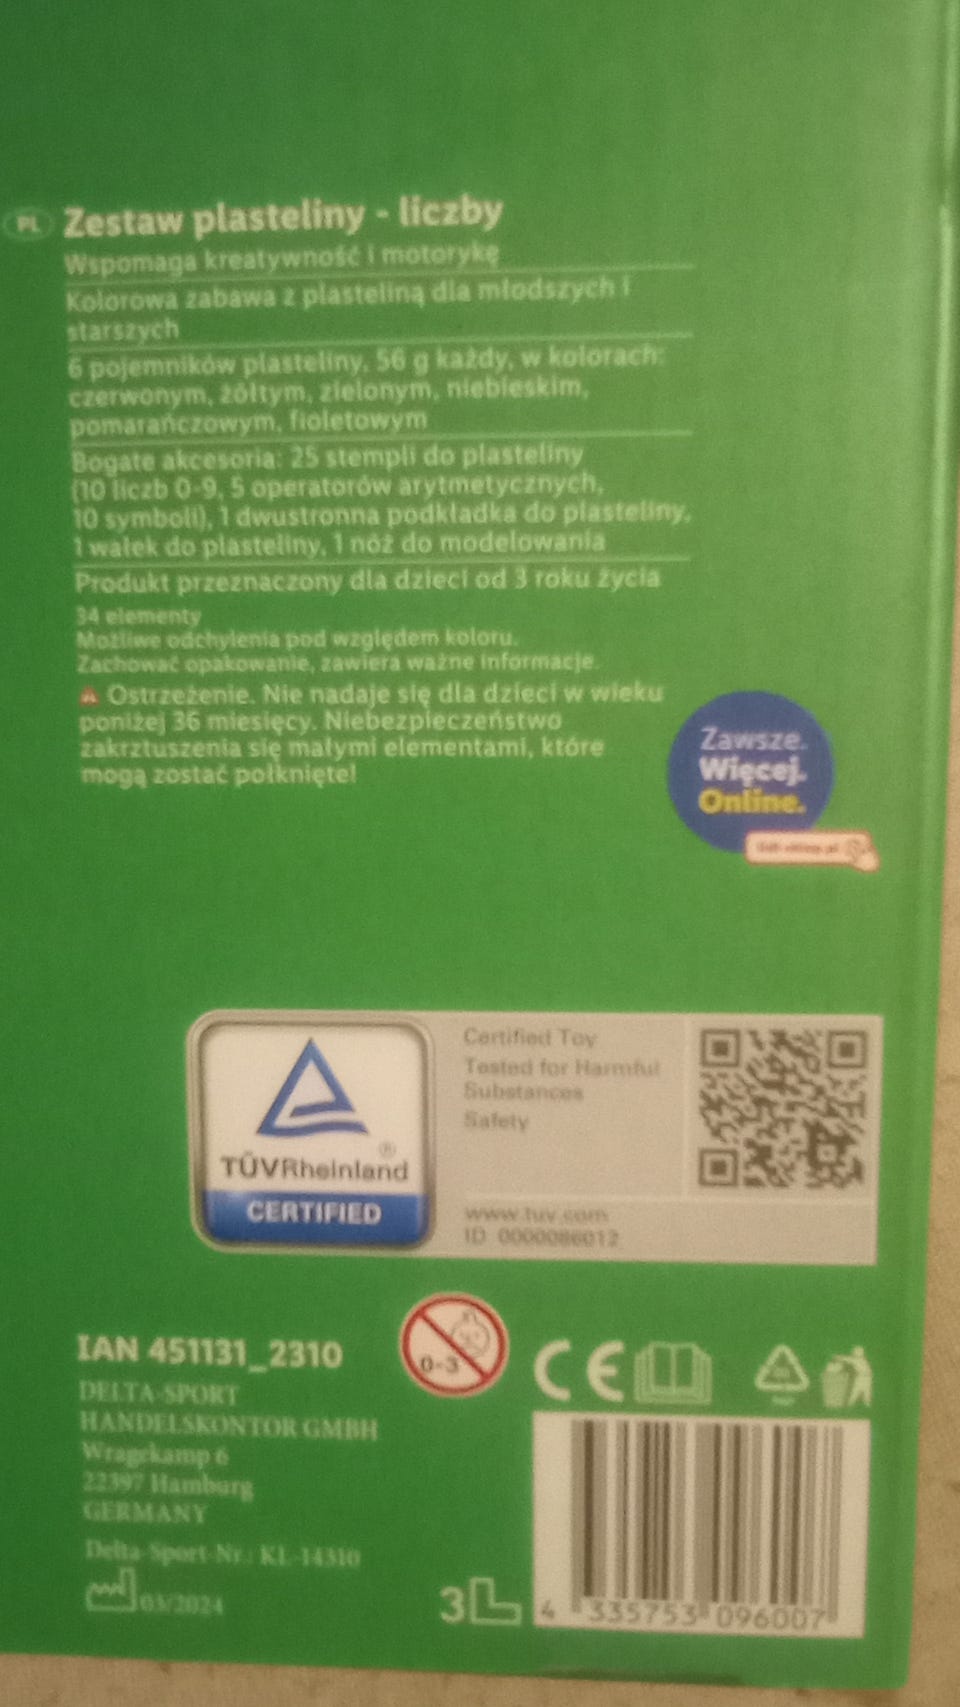 PL Zestaw plasteliny - liczby
Wspomaga kreatywność i motorykę
Kolorowa zabawa z plasteliną dla młodszych i
starszych
6 pojemników plasteliny, 56 g każdy, w kolorach:
czerwonym, żółtym, zielonym, niebieskim,
pomarańczowym, fioletowym
Bogate akcesoria: 25 stempli do plasteliny
(10 liczb 0-9, 5 operatorów arytmetycznych,
10 symboli), 1 dwustronna podkładka do plasteliny,
1 wałek do plasteliny, 1 nóż do modelowania
Produkt przeznaczony dla dzieci od 3 roku życia
34 elementy
Możliwe odchylenia pod względem koloru.
Zachować opakowanie, zawiera ważne informacje.
Ostrzeżenie. Nie nadaje się dla dzieci w wieku
poniżej 36 miesięcy. Niebezpieczeństwo
zakrztuszenia się małymi elementami, które
mogą zostać połknięte!
Zawsze.
Więcej.
Online.
TÜVRheinland®
CERTIFIED
Certified Toy
Tested for Harmful
Substances
Safety
www.tuv.com
ID 0000086012
0-3
CE
IAN 451131_2310
DELTA-SPORT
HANDELSKONTOR GMBH
Wragekamp 6
22397 Hamburg
GERMANY
Delta-Sport-Nr.: KL-14310
03/2024
3L
4 335753 096007